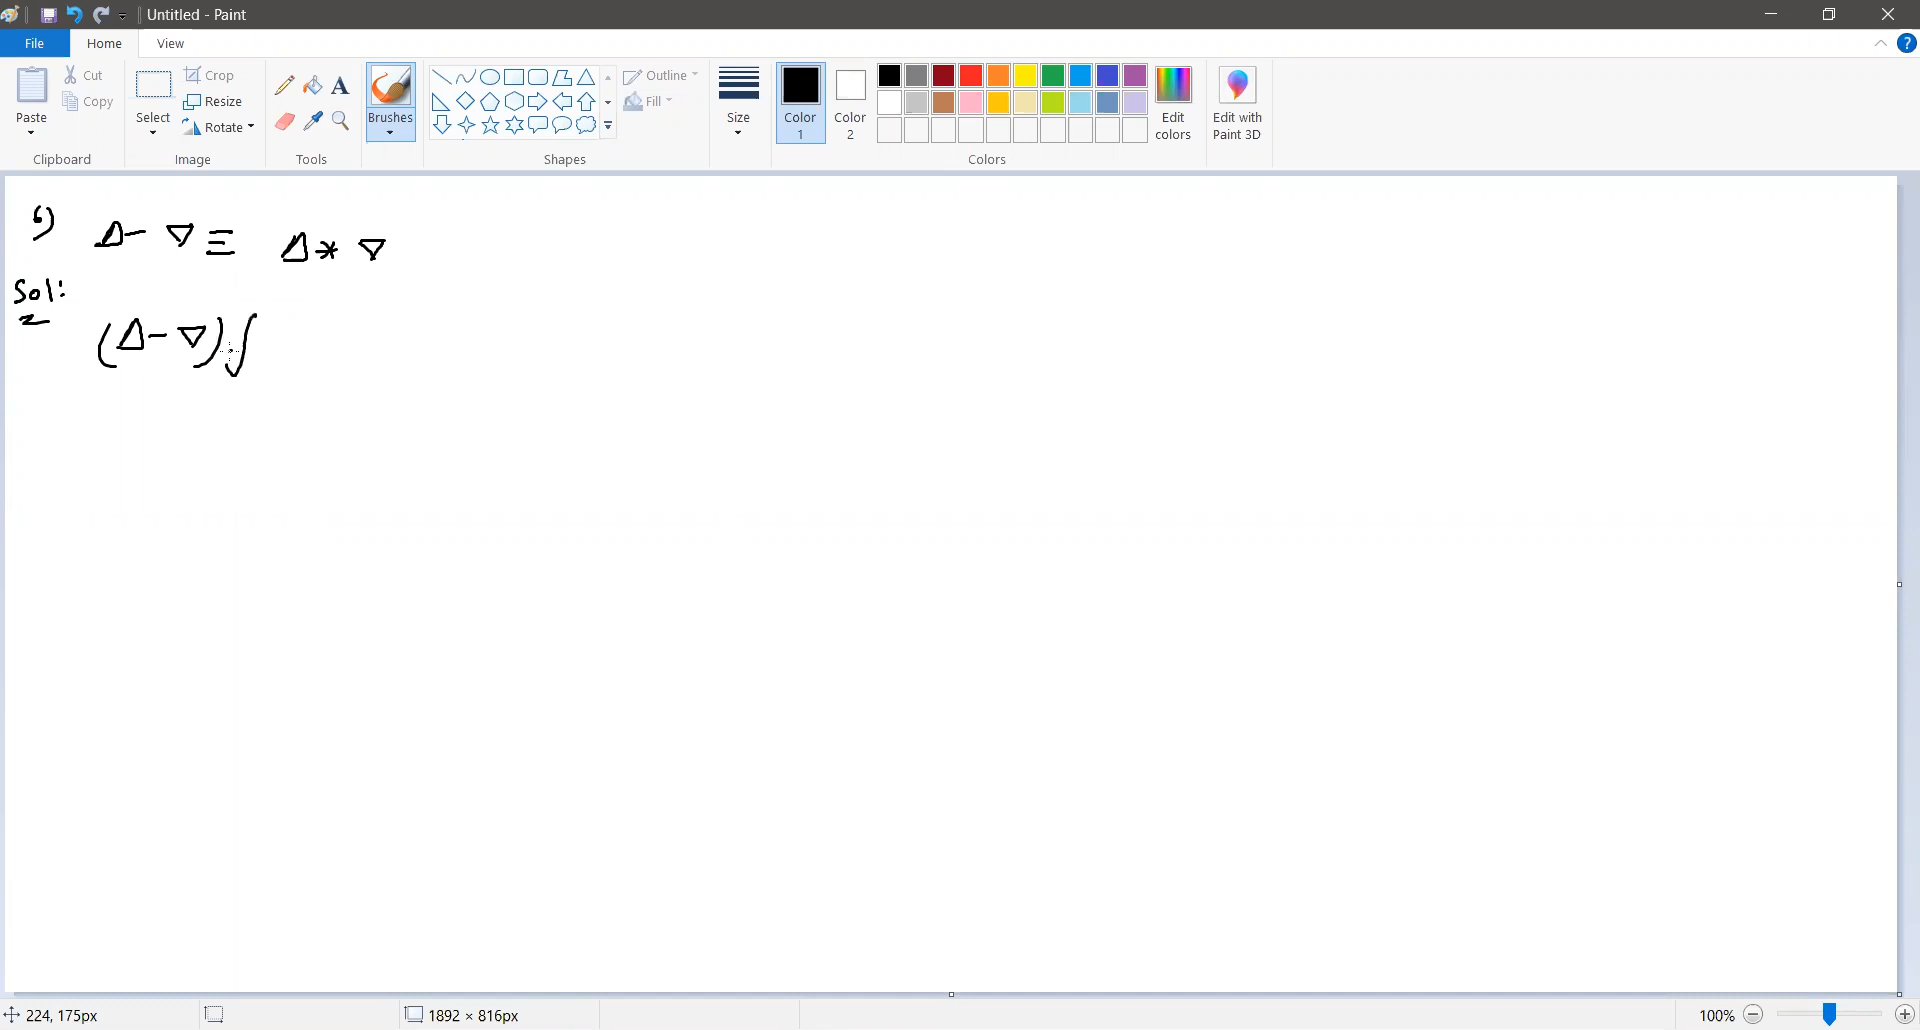 Untitled - Paint
File Home View
Paste Cut Copy Clipboard
Select Crop Resize Rotate Image
Tools
Brushes
Shapes
Outline Fill
Size
Color 1 Color 2
Colors
Edit colors
Edit with Paint 3D
6) Δ - ∇ ≡ Δ * ∇
Sol:
(Δ - ∇) f
224, 175px 1892 × 816px 100%